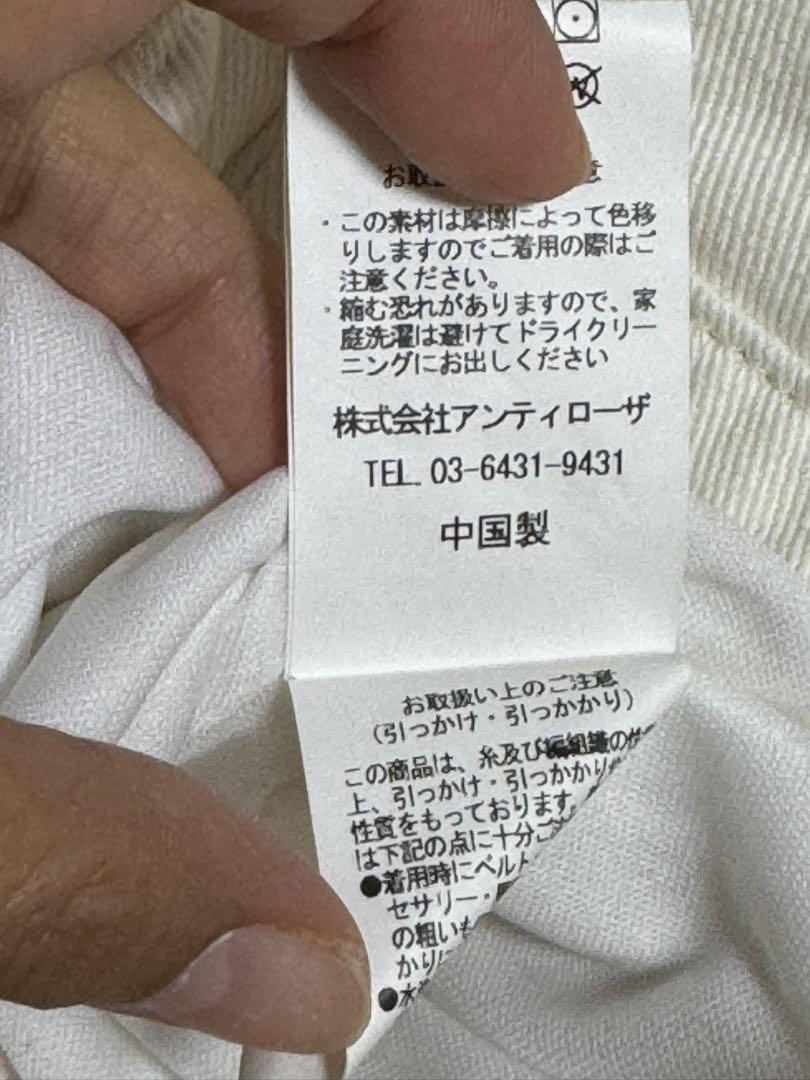 お取
意
・この素材は摩擦によって色移
りしますのでご着用の際はご
注意ください。
・縮む恐れがありますので、家
庭洗濯は避けてドライクリー
ニングにお出しください
株式会社アンティローザ
TEL. 03-6431-9431
中国製
お取扱い上のご注意
(引っかけ・引っかかり)
この商品は、糸及び編組織の
上、引っかけ・引っかかり
性質をもっております。
は下記の点に十分ご
●着用時にベルト
セサリー・
の粗いも
かり
●水